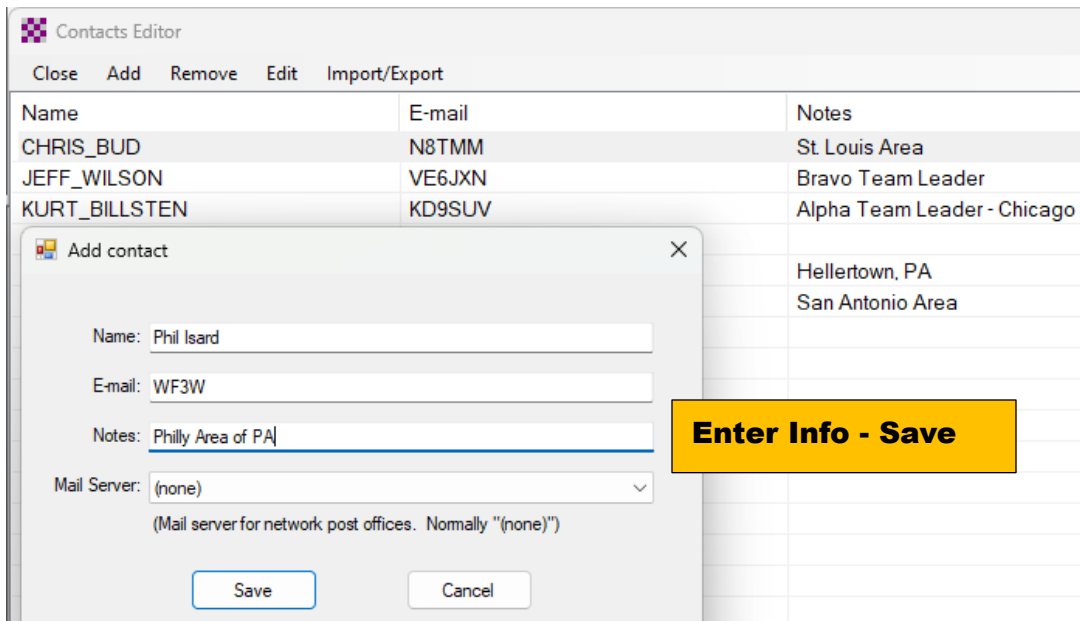 Contacts Editor
Close Add Remove Edit Import/Export
Name E-mail Notes
CHRIS_BUD N8TMM St. Louis Area
JEFF_WILSON VE6JXN Bravo Team Leader
KURT_BILLSTEN KD9SUV Alpha Team Leader - Chicago
Add contact
Hellertown, PA
San Antonio Area
Name: Phil Isard
E-mail: WF3W
Notes: Philly Area of PA
Enter Info - Save
Mail Server: (none)
(Mail server for network post offices. Normally "(none)")
Save Cancel